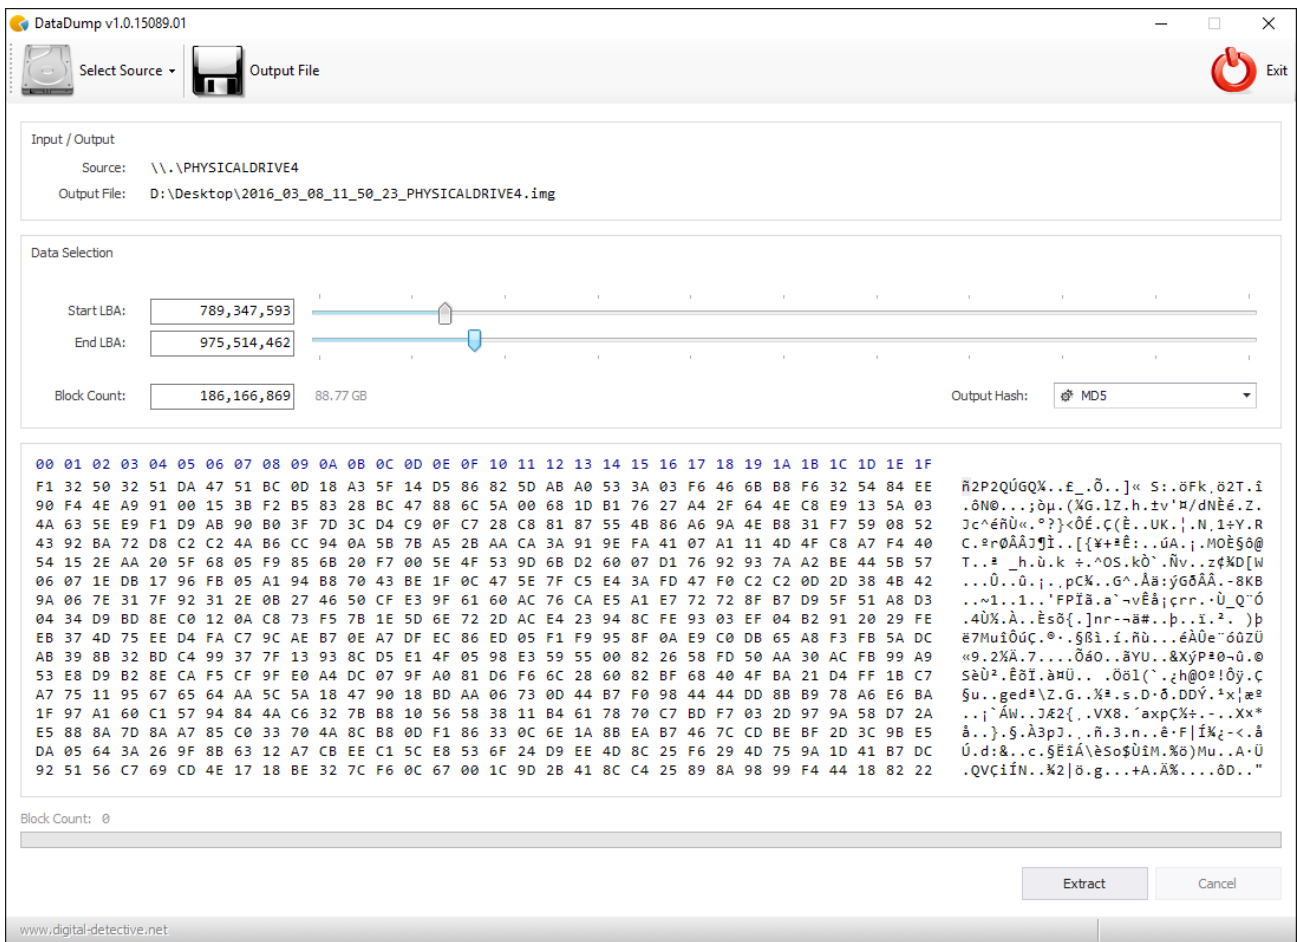 DataDump v1.0.15089.01
Select Source
Output File
Exit
Input / Output
Source: \\.\PHYSICALDRIVE4
Output File: D:\Desktop\2016_03_08_11_50_23_PHYSICALDRIVE4.img
Data Selection
Start LBA: 789,347,593
End LBA: 975,514,462
Block Count: 186,166,869 88.77 GB
Output Hash: MD5
00 01 02 03 04 05 06 07 08 09 0A 0B 0C 0D 0E 0F 10 11 12 13 14 15 16 17 18 19 1A 1B 1C 1D 1E 1F
F1 32 50 32 51 DA 47 51 BC 0D 18 A3 5F 14 D5 86 82 5D AB A0 53 3A 03 F6 46 6B B8 F6 32 54 84 EE
90 F4 4E A9 91 00 15 3B F2 B5 83 28 BC 47 88 6C 5A 00 68 1D B1 76 27 A4 2F 64 4E C8 E9 13 5A 03
4A 63 5E E9 F1 D9 AB 90 B0 3F 7D 3C D4 C9 0F C7 28 C8 81 87 55 4B 86 A6 9A 4E B8 31 F7 59 08 52
43 92 BA 72 D8 C2 C2 4A B6 CC 94 0A 5B 7B A5 2B AA CA 3A 91 9E FA 41 07 A1 11 4D 4F C8 A7 F4 40
54 15 2E AA 20 5F 68 05 F9 85 6B 20 F7 00 5E 4F 53 9D 6B D2 60 07 D1 76 92 93 7A A2 BE 44 5B 57
06 07 1E DB 17 96 FB 05 A1 94 B8 70 43 BE 1F 0C 47 5E 7F C5 E4 3A FD 47 F0 C2 C2 0D 2D 38 4B 42
9A 06 7E 31 7F 92 31 2E 0B 27 46 50 CF E3 9F 61 60 AC 76 CA E5 A1 E7 72 72 8F B7 D9 5F 51 A8 D3
04 34 D9 BD 8E C0 12 0A C8 73 F5 7B 1E 5D 6E 72 2D AC E4 23 94 8C FE 93 03 EF 04 B2 91 20 29 FE
EB 37 4D 75 EE D4 FA C7 9C AE B7 0E A7 DF EC 86 ED 05 F1 F9 95 8F 0A E9 C0 DB 65 A8 F3 FB 5A DC
AB 39 8B 32 BD C4 99 37 7F 13 93 8C D5 E1 4F 05 98 E3 59 55 00 82 26 58 FD 50 AA 30 AC FB 99 A9
53 E8 D9 B2 8E CA F5 CF 9F E0 A4 DC 07 9F A0 81 D6 F6 6C 28 60 82 BF 68 40 4F BA 21 D4 FF 1B C7
A7 75 11 95 67 65 64 AA 5C 5A 18 47 90 18 BD AA 06 73 0D 44 B7 F0 98 44 44 DD 8B B9 78 A6 E6 BA
1F 97 A1 60 C1 57 94 84 4A C6 32 7B B8 10 56 58 38 11 B4 61 78 70 C7 BD F7 03 2D 97 9A 58 D7 2A
E5 88 8A 7D 8A A7 85 C0 33 70 4A 8C B8 0D F1 86 33 0C 6E 1A 8B EA B7 46 7C CD BE BF 2D 3C 9B E5
DA 05 64 3A 26 9F 8B 63 12 A7 CB EE C1 5C E8 53 6F 24 D9 EE 4D 8C 25 F6 29 4D 75 9A 1D 41 B7 DC
92 51 56 C7 69 CD 4E 17 18 BE 32 7C F6 0C 67 00 1C 9D 2B 41 8C C4 25 89 8A 98 99 F4 44 18 82 22
Block Count: 0
Extract
Cancel
www.digital-detective.net